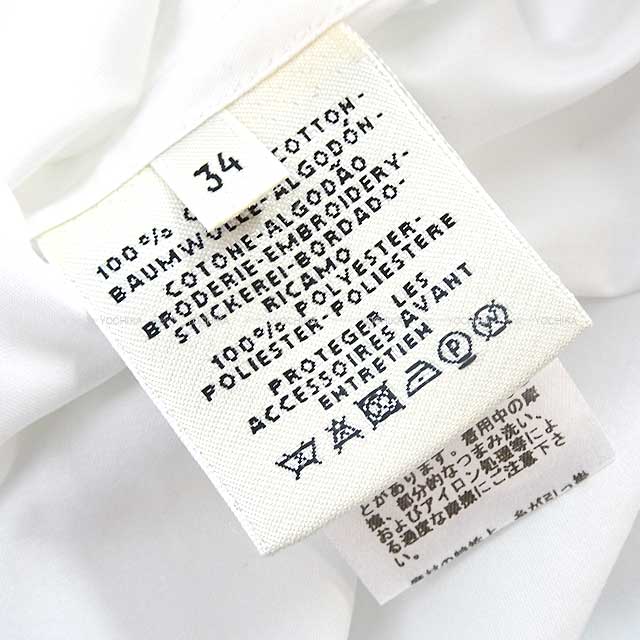 34
100% COTTON-
BAUMWOLLE-ALGODÓN-
COTONE-ALGODÃO
BRODERIE-EMBROIDERY-
STICKEREI-BORDADO-
RICAMO
100% POLYESTER-
POLIESTER-POLIESTERE
PROTEGER LES
ACCESSOIRES AVANT
ENTRETIEN
P W
とがあります。着用中の摩
擦、部分的なつまみ洗い、
およびアイロン処理等によ
る過度な摩擦にご注意下さ
い。